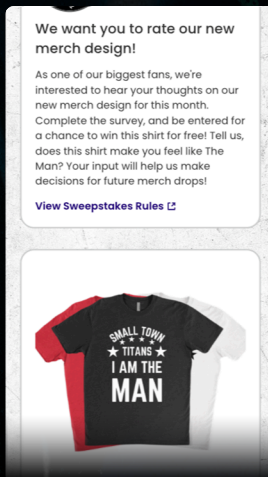 We want you to rate our new
merch design!
As one of our biggest fans, we're
interested to hear your thoughts on our
new merch design for this month.
Complete the survey, and be entered for
a chance to win this shirt for free! Tell us,
does this shirt make you feel like The
Man? Your input will help us make
decisions for future merch drops!
View Sweepstakes Rules
SMALL TOWN
TITANS
I AM THE
MAN